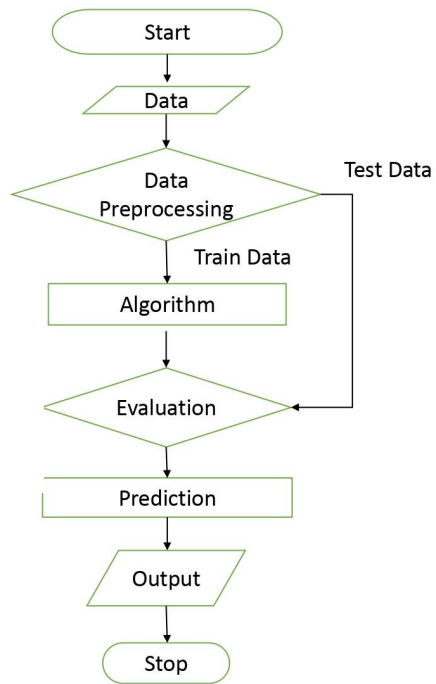 Start
Data
Data
Preprocessing
Test Data
Train Data
Algorithm
Evaluation
Prediction
Output
Stop